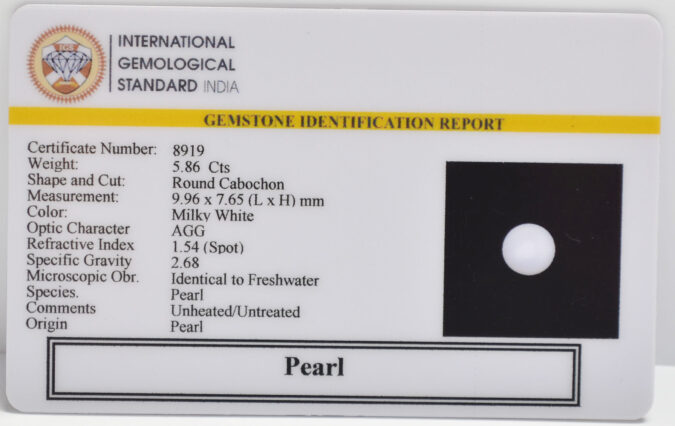 IGS
INTERNATIONAL
GEMOLOGICAL
STANDARD INDIA
GEMSTONE IDENTIFICATION REPORT
Certificate Number: 8919
Weight: 5.86 Cts
Shape and Cut: Round Cabochon
Measurement: 9.96 x 7.65 (L x H) mm
Color: Milky White
Optic Character AGG
Refractive Index 1.54 (Spot)
Specific Gravity 2.68
Microscopic Obr. Identical to Freshwater
Species. Pearl
Comments Unheated/Untreated
Origin Pearl
Pearl